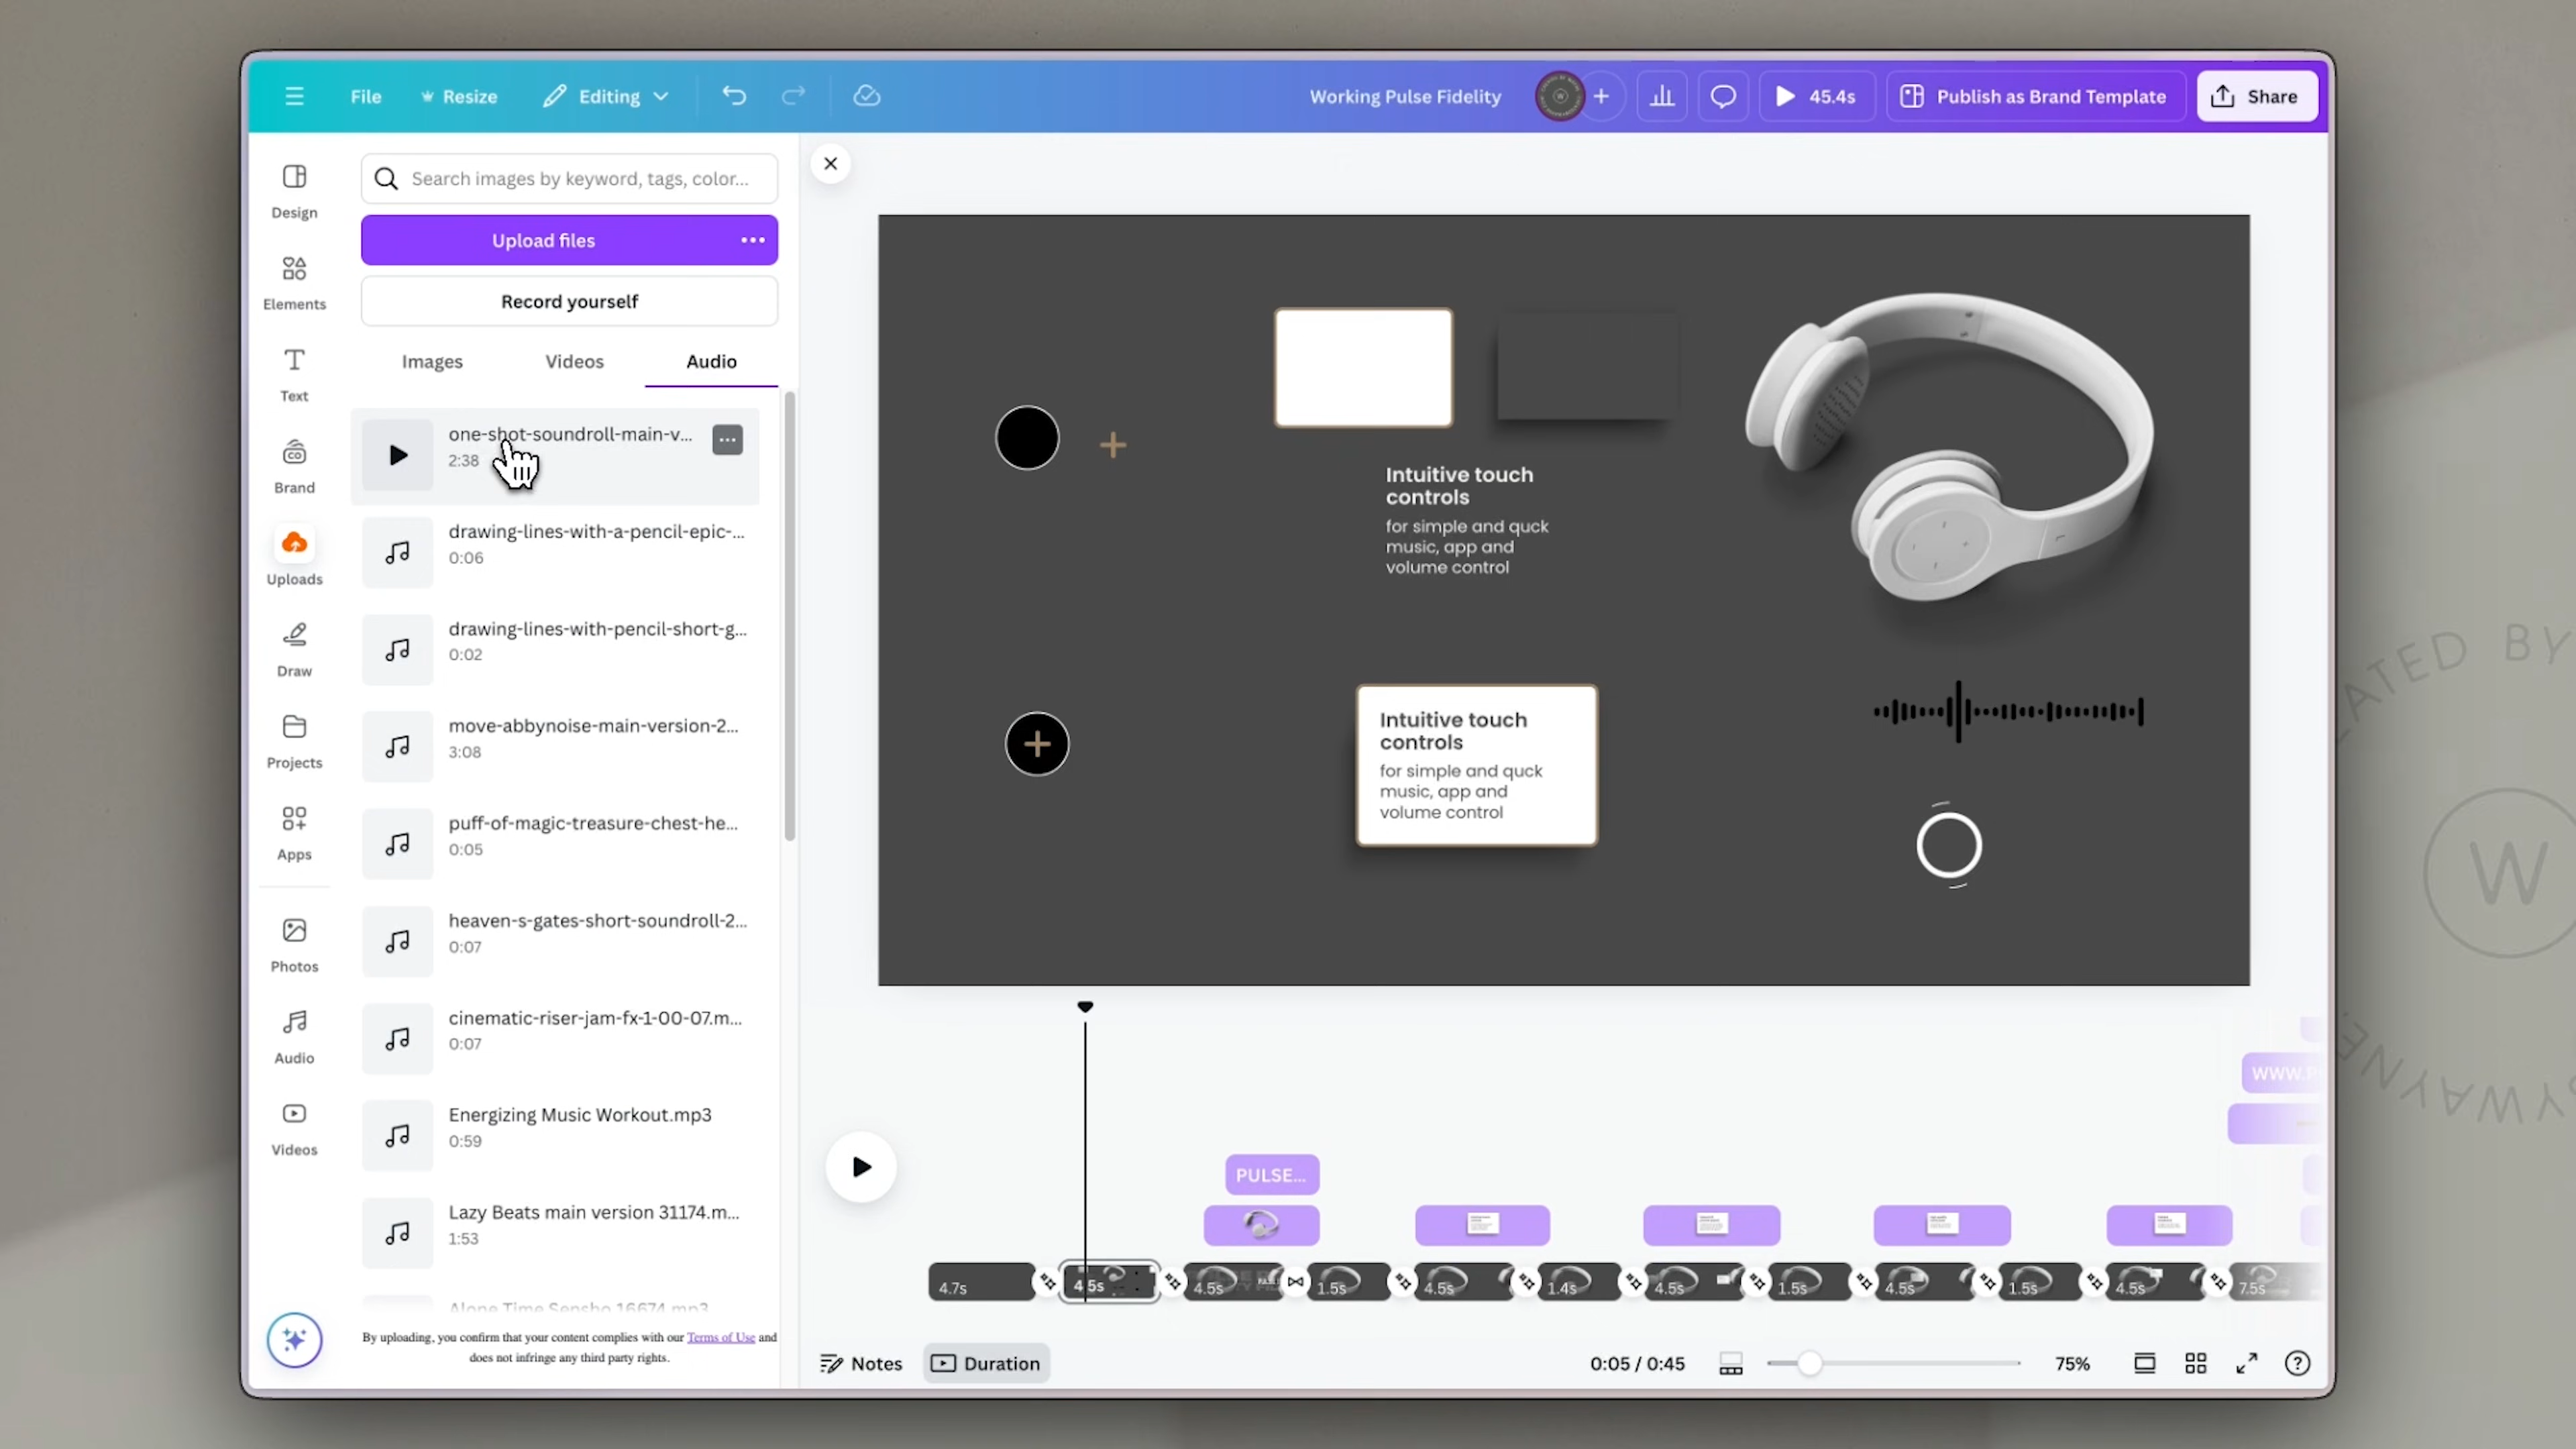 File
Resize
Editing
Working Pulse Fidelity
45.4s
Publish as Brand Template
Share
Design
Elements
Text
Brand
Uploads
Draw
Projects
Apps
Photos
Audio
Videos
Search images by keyword, tags, color...
Upload files
Record yourself
Images
Videos
Audio
one-shot-soundroll-main-v...
2:38
drawing-lines-with-a-pencil-epic-...
0:06
drawing-lines-with-pencil-short-g...
0:02
move-abbynoise-main-version-2...
3:08
puff-of-magic-treasure-chest-he...
0:05
heaven-s-gates-short-soundroll-2...
0:07
cinematic-riser-jam-fx-1-00-07.m...
0:07
Energizing Music Workout.mp3
0:59
Lazy Beats main version 31174.m...
1:53
Alone Time Sensho 16674.mp3
By uploading, you confirm that your content complies with our Terms of Use and
does not infringe any third party rights.
Intuitive touch
controls
for simple and quck
music, app and
volume control
Intuitive touch
controls
for simple and quck
music, app and
volume control
WWW.P
PULSE...
4.7s
4.5s
4.5s
1.5s
4.5s
1.4s
4.5s
1.5s
4.5s
1.5s
4.5s
7.5s
Notes
Duration
0:05 / 0:45
75%
ATED BY
WAYNE
W